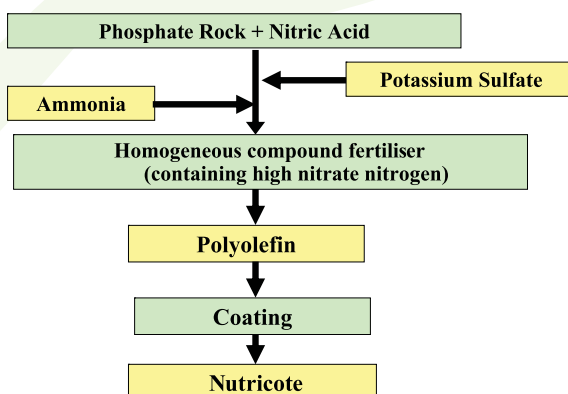 Phosphate Rock + Nitric Acid
Potassium Sulfate
Ammonia
Homogeneous compound fertiliser
(containing high nitrate nitrogen)
Polyolefin
Coating
Nutricote